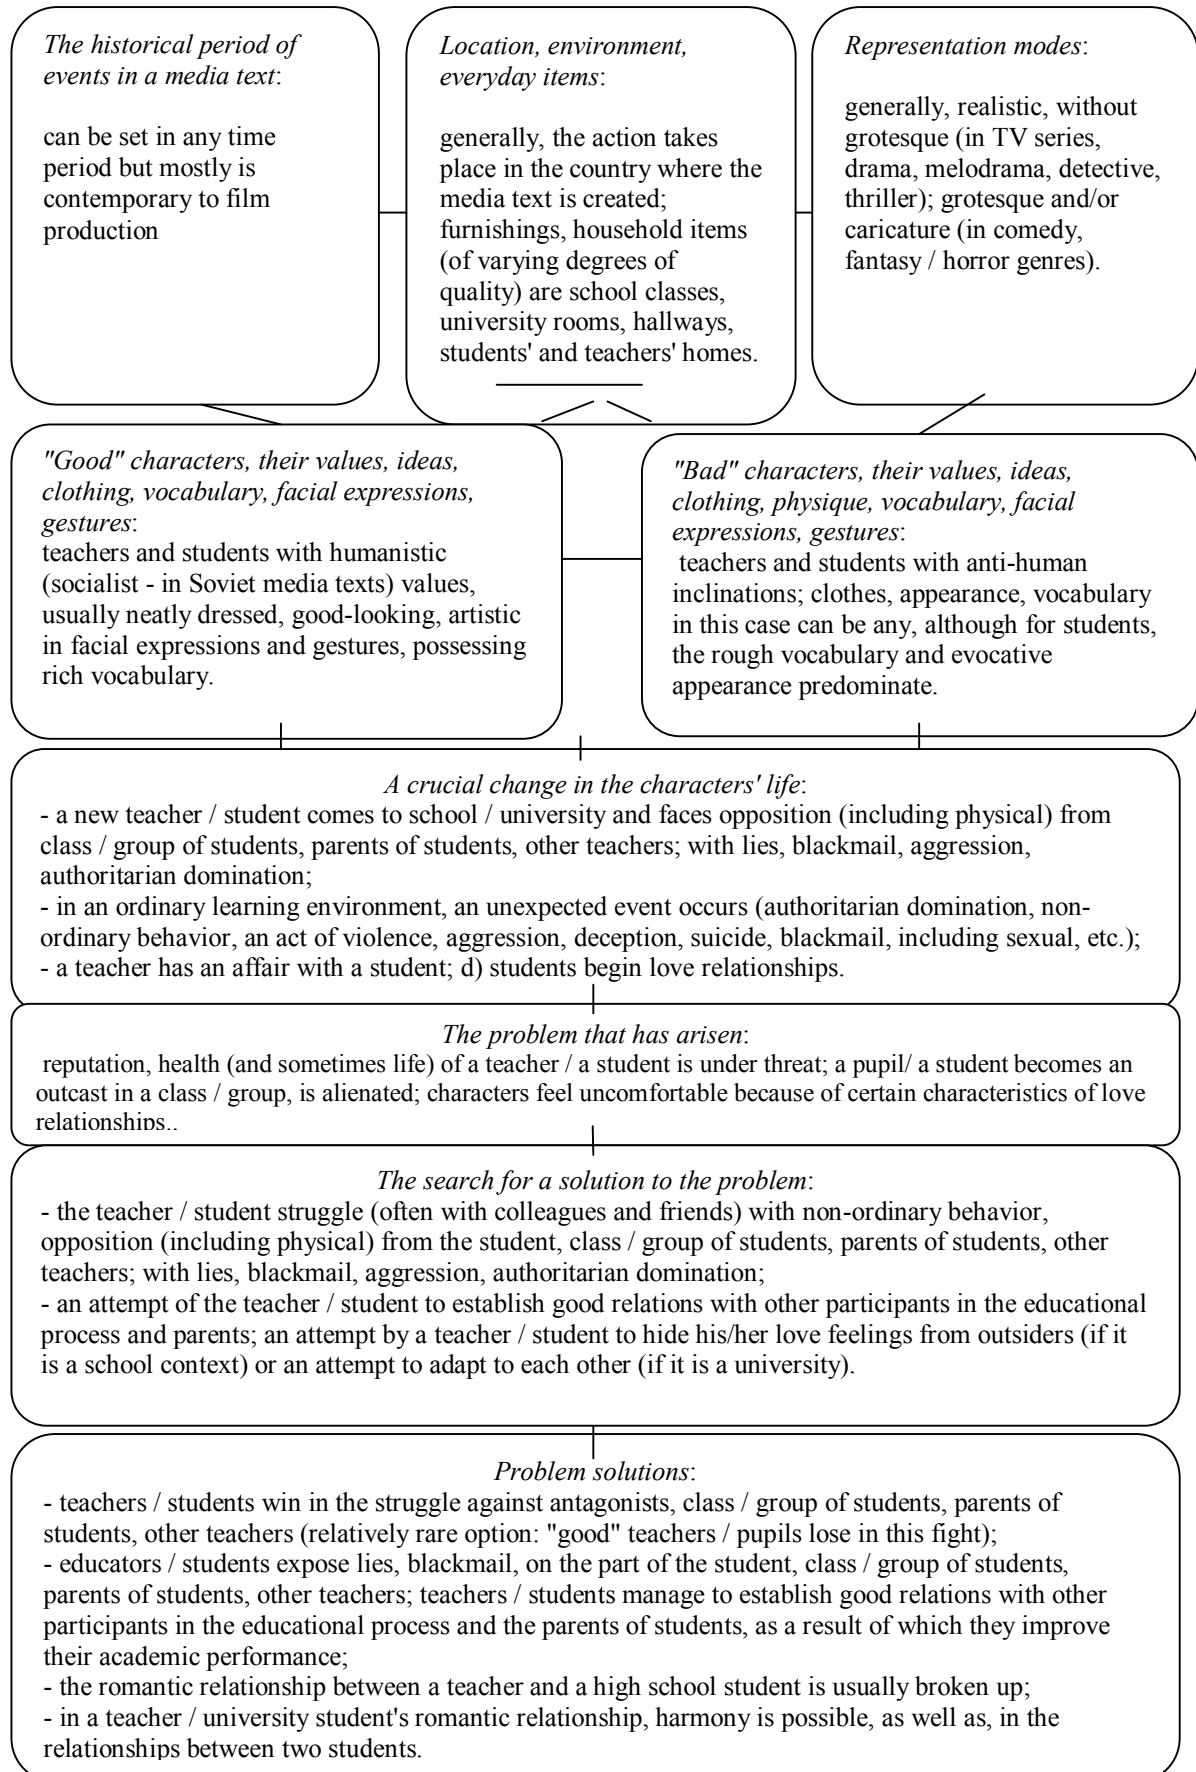 The historical period of
events in a media text:
can be set in any time
period but mostly is
contemporary to film
production
Location, environment,
everyday items:
generally, the action takes
place in the country where the
media text is created;
furnishings, household items
(of varying degrees of
quality) are school classes,
university rooms, hallways,
students' and teachers' homes.
Representation modes:
generally, realistic, without
grotesque (in TV series,
drama, melodrama, detective,
thriller); grotesque and/or
caricature (in comedy,
fantasy / horror genres).
"Good" characters, their values, ideas,
clothing, vocabulary, facial expressions,
gestures:
teachers and students with humanistic
(socialist - in Soviet media texts) values,
usually neatly dressed, good-looking, artistic
in facial expressions and gestures, possessing
rich vocabulary.
"Bad" characters, their values, ideas,
clothing, physique, vocabulary, facial
expressions, gestures:
teachers and students with anti-human
inclinations; clothes, appearance, vocabulary
in this case can be any, although for students,
the rough vocabulary and evocative
appearance predominate.
A crucial change in the characters' life:
- a new teacher / student comes to school / university and faces opposition (including physical) from
class / group of students, parents of students, other teachers; with lies, blackmail, aggression,
authoritarian domination;
- in an ordinary learning environment, an unexpected event occurs (authoritarian domination, non-
ordinary behavior, an act of violence, aggression, deception, suicide, blackmail, including sexual, etc.);
- a teacher has an affair with a student; d) students begin love relationships.
The problem that has arisen:
reputation, health (and sometimes life) of a teacher / a student is under threat; a pupil/ a student becomes an
outcast in a class / group, is alienated; characters feel uncomfortable because of certain characteristics of love
relationships..
The search for a solution to the problem:
- the teacher / student struggle (often with colleagues and friends) with non-ordinary behavior,
opposition (including physical) from the student, class / group of students, parents of students, other
teachers; with lies, blackmail, aggression, authoritarian domination;
- an attempt of the teacher / student to establish good relations with other participants in the educational
process and parents; an attempt by a teacher / student to hide his/her love feelings from outsiders (if it
is a school context) or an attempt to adapt to each other (if it is a university).
Problem solutions:
- teachers / students win in the struggle against antagonists, class / group of students, parents of
students, other teachers (relatively rare option: "good" teachers / pupils lose in this fight);
- educators / students expose lies, blackmail, on the part of the student, class / group of students,
parents of students, other teachers; teachers / students manage to establish good relations with other
participants in the educational process and the parents of students, as a result of which they improve
their academic performance;
- the romantic relationship between a teacher and a high school student is usually broken up;
- in a teacher / university student's romantic relationship, harmony is possible, as well as, in the
relationships between two students.